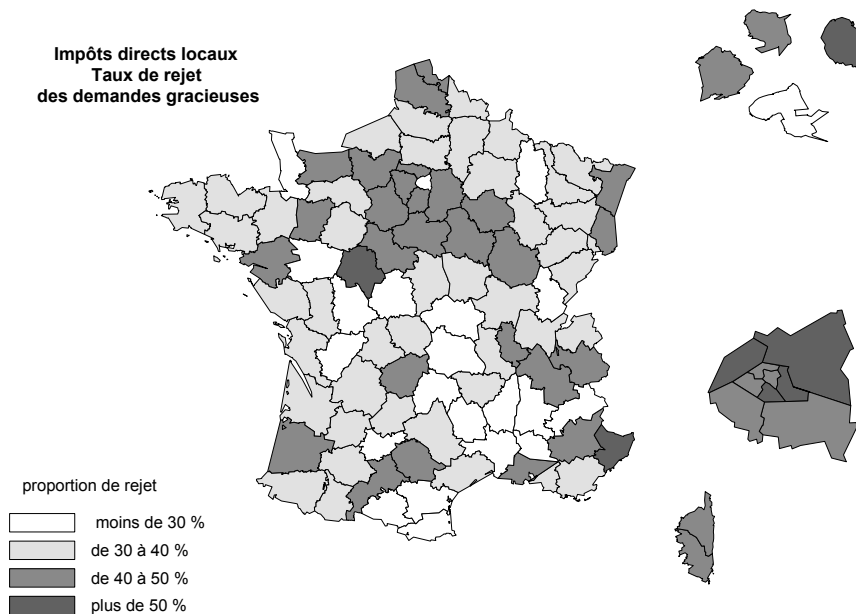 Impôts directs locaux
Taux de rejet
des demandes gracieuses
proportion de rejet
moins de 30 %
de 30 à 40 %
de 40 à 50 %
plus de 50 %